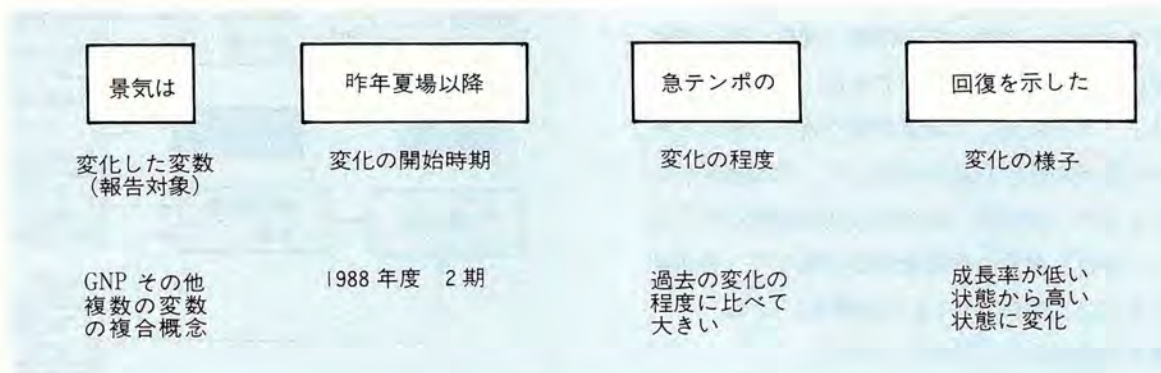 景気は
昨年夏場以降
急テンポの
回復を示した
変化した変数
(報告対象)
変化の開始時期
変化の程度
変化の様子
GNP その他
複数の変数
の複合概念
1988 年度 2 期
過去の変化の
程度に比べて
大きい
成長率が低い
状態から高い
状態に変化